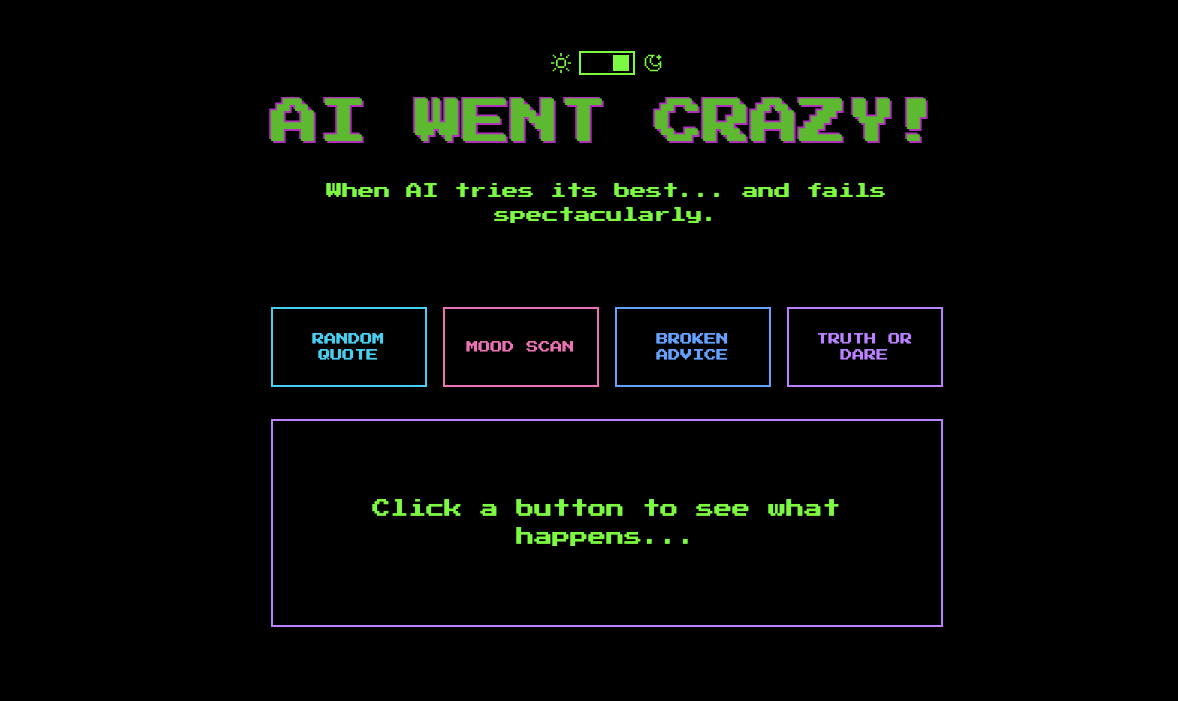 AI WENT CRAZY!
When AI tries its best... and fails
spectacularly.
RANDOM
QUOTE
MOOD SCAN
BROKEN
ADVICE
TRUTH OR
DARE
Click a button to see what
happens...